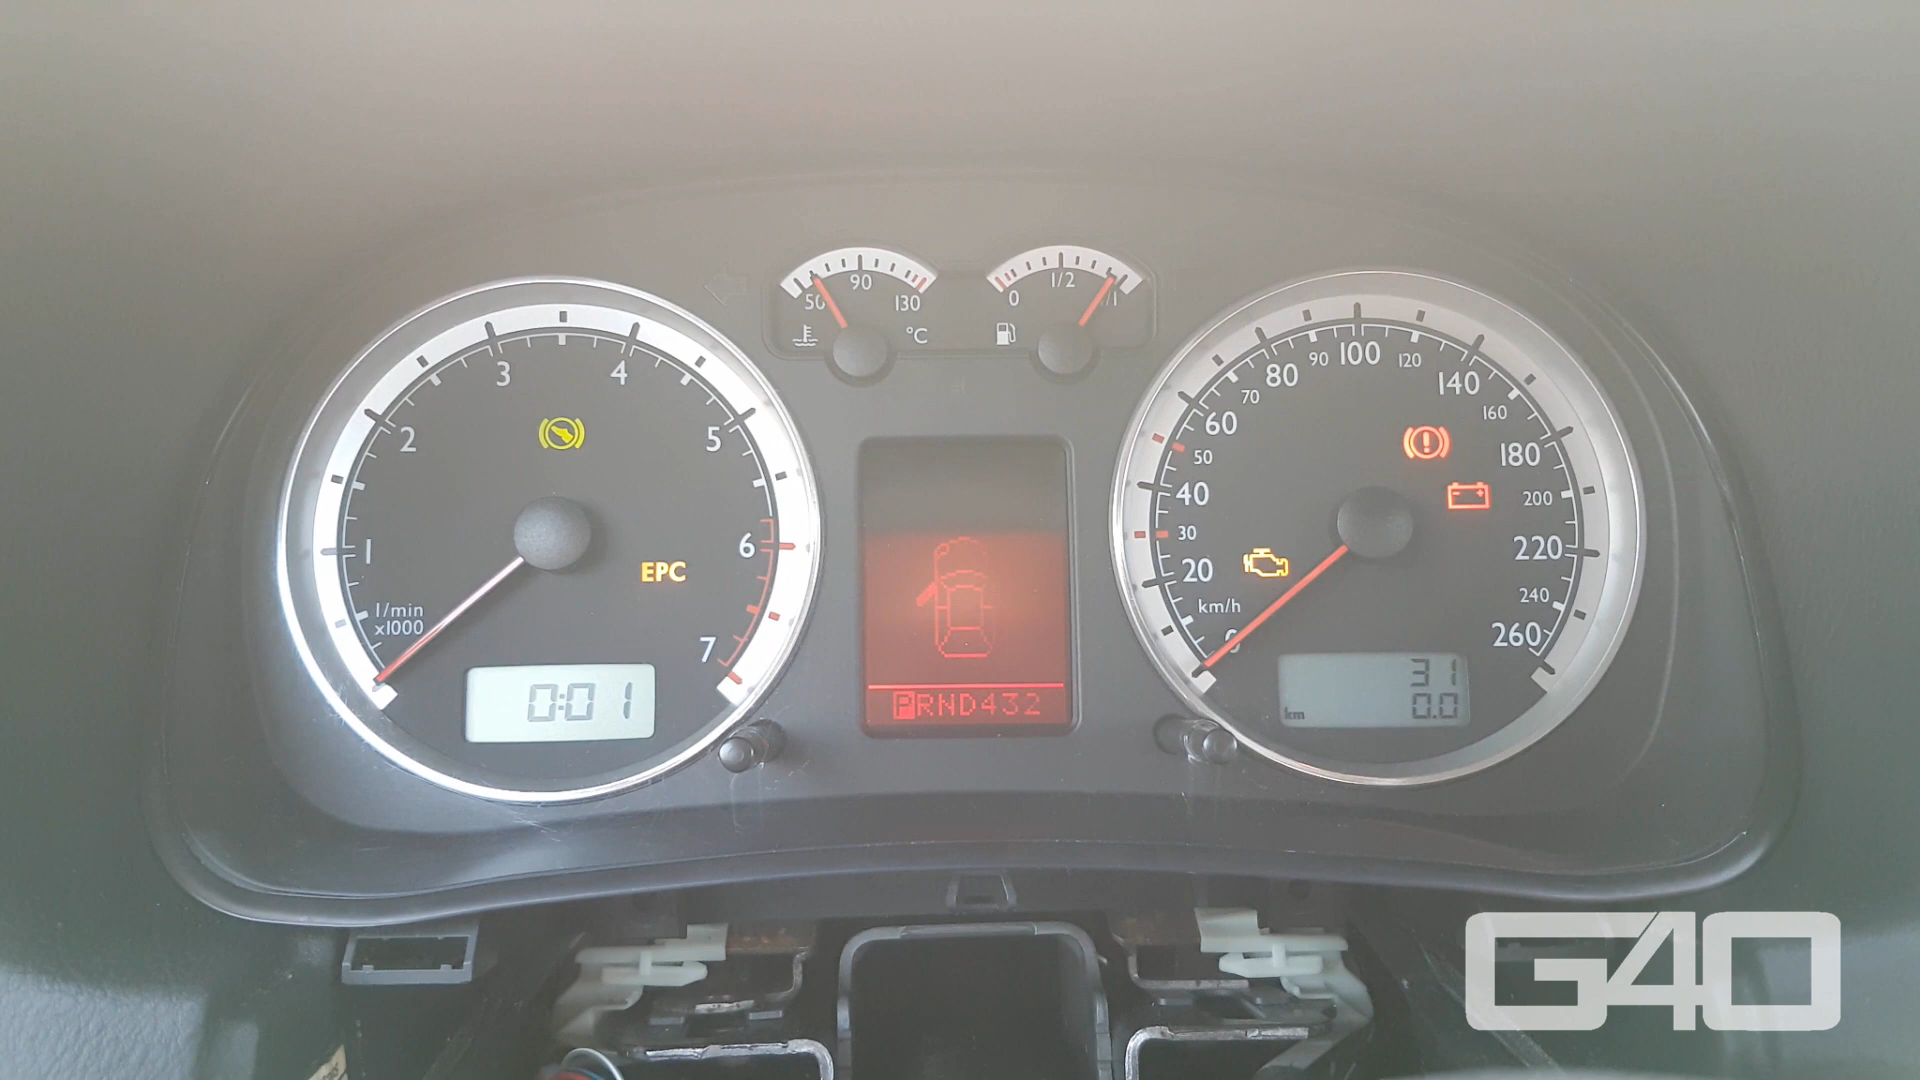 50 90 130
°C
0 1/2 1/1
1 2 3 4 5 6 7
1/min
x1000
EPC
0:01
PRND432
0 20 30 40 50 60 70 80 90 100 120 140 160 180 200 220 240 260
km/h
31
km 0.0
G40